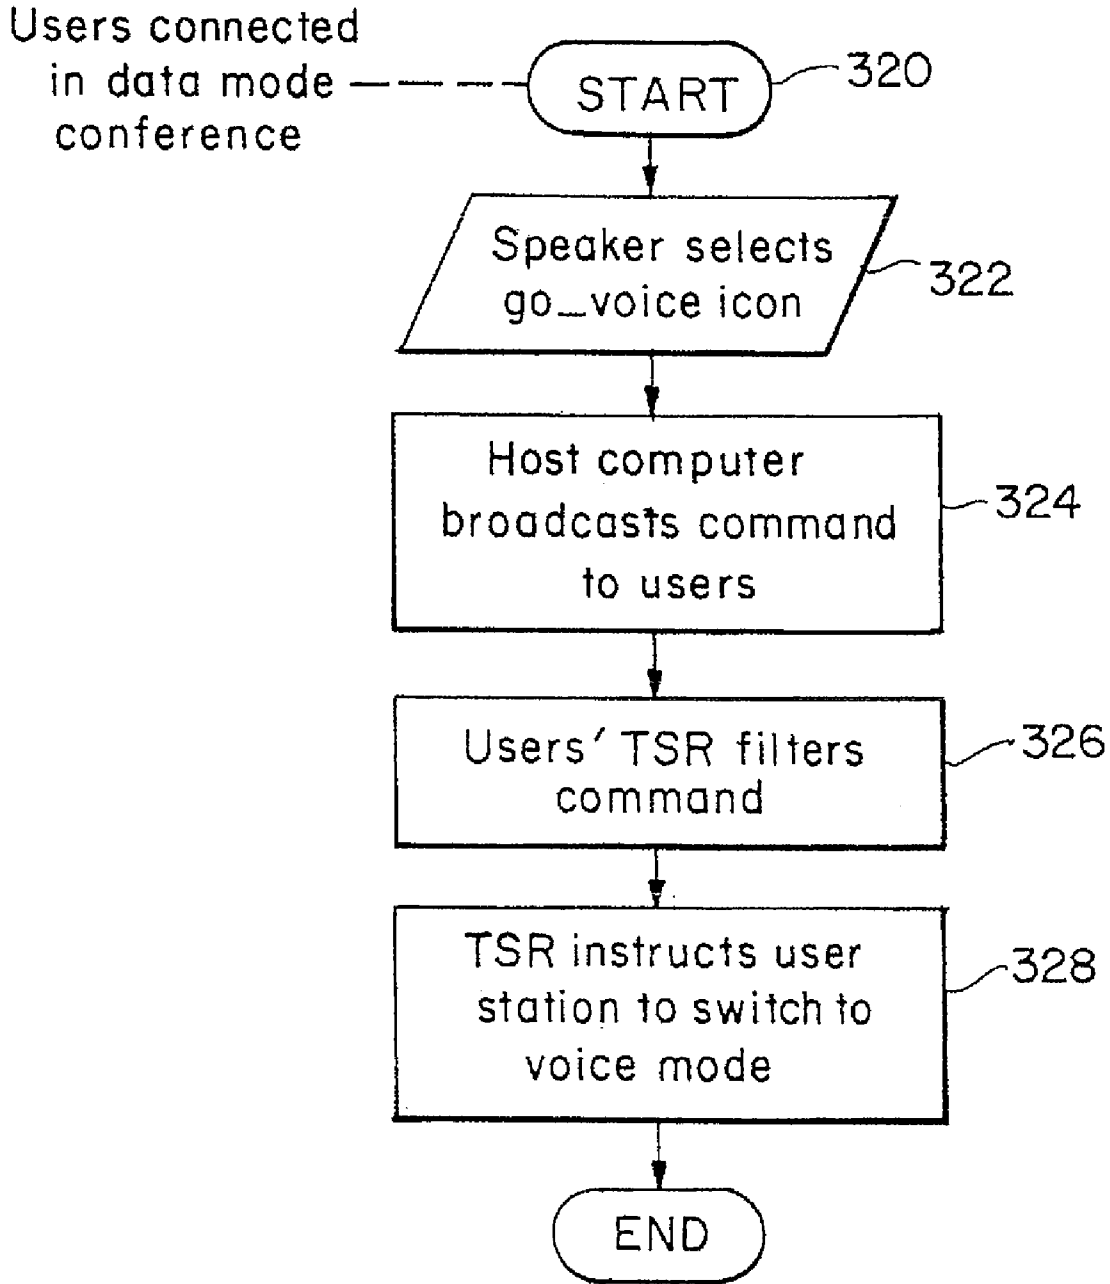 Users connected
in data mode
conference
START
320
Speaker selects
go_voice icon
322
Host computer
broadcasts command
to users
324
Users' TSR filters
command
326
TSR instructs user
station to switch to
voice mode
328
END